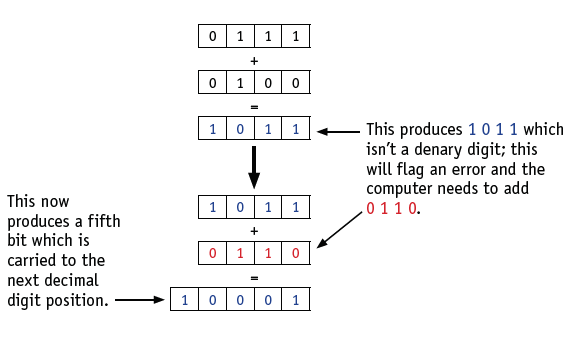 0 1 1 1
+
0 1 0 0
=
1 0 1 1
This produces 1 0 1 1 which
isn't a denary digit; this
will flag an error and the
computer needs to add
0 1 1 0.
1 0 1 1
+
0 1 1 0
=
1 0 0 0 1
This now
produces a fifth
bit which is
carried to the
next decimal
digit position.